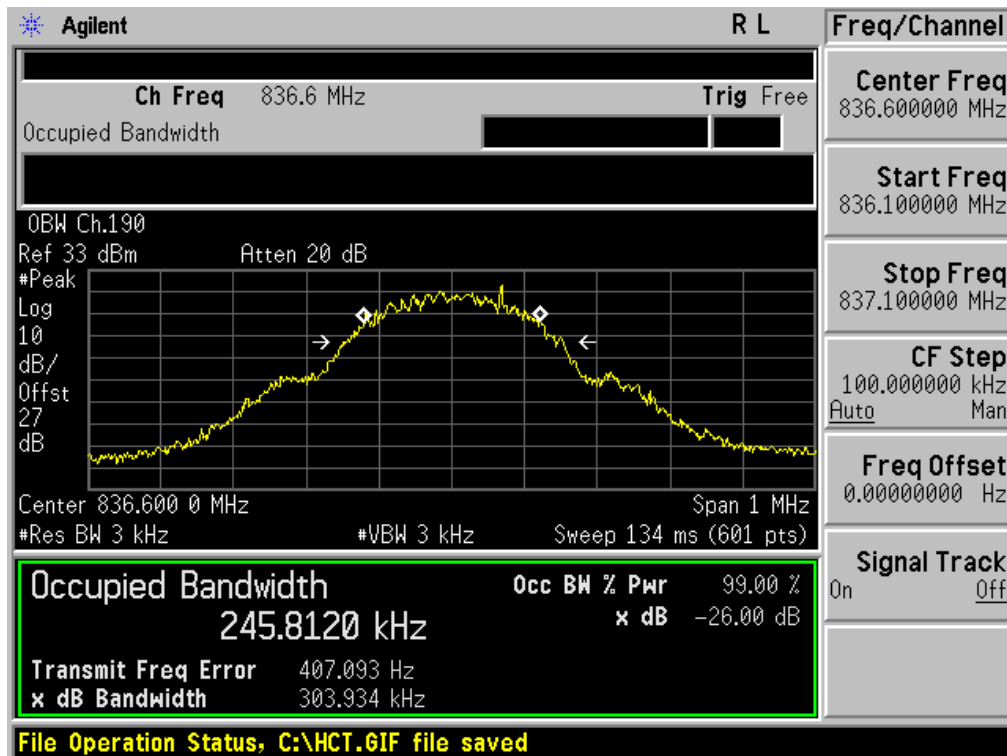 Agilent R L Freq/Channel
Ch Freq 836.6 MHz Trig Free
Occupied Bandwidth
Center Freq
836.600000 MHz
Start Freq
836.100000 MHz
Stop Freq
837.100000 MHz
CF Step
100.000000 kHz
Auto Man
Freq Offset
0.00000000 Hz
Signal Track
On Off
OBW Ch.190
Ref 33 dBm Atten 20 dB
#Peak
Log
10
dB/
Offst
27
dB
Center 836.600 0 MHz Span 1 MHz
#Res BW 3 kHz #VBW 3 kHz Sweep 134 ms (601 pts)
Occupied Bandwidth Occ BW % Pwr 99.00 %
245.8120 kHz x dB -26.00 dB
Transmit Freq Error 407.093 Hz
x dB Bandwidth 303.934 kHz
File Operation Status, C:\HCT.GIF file saved